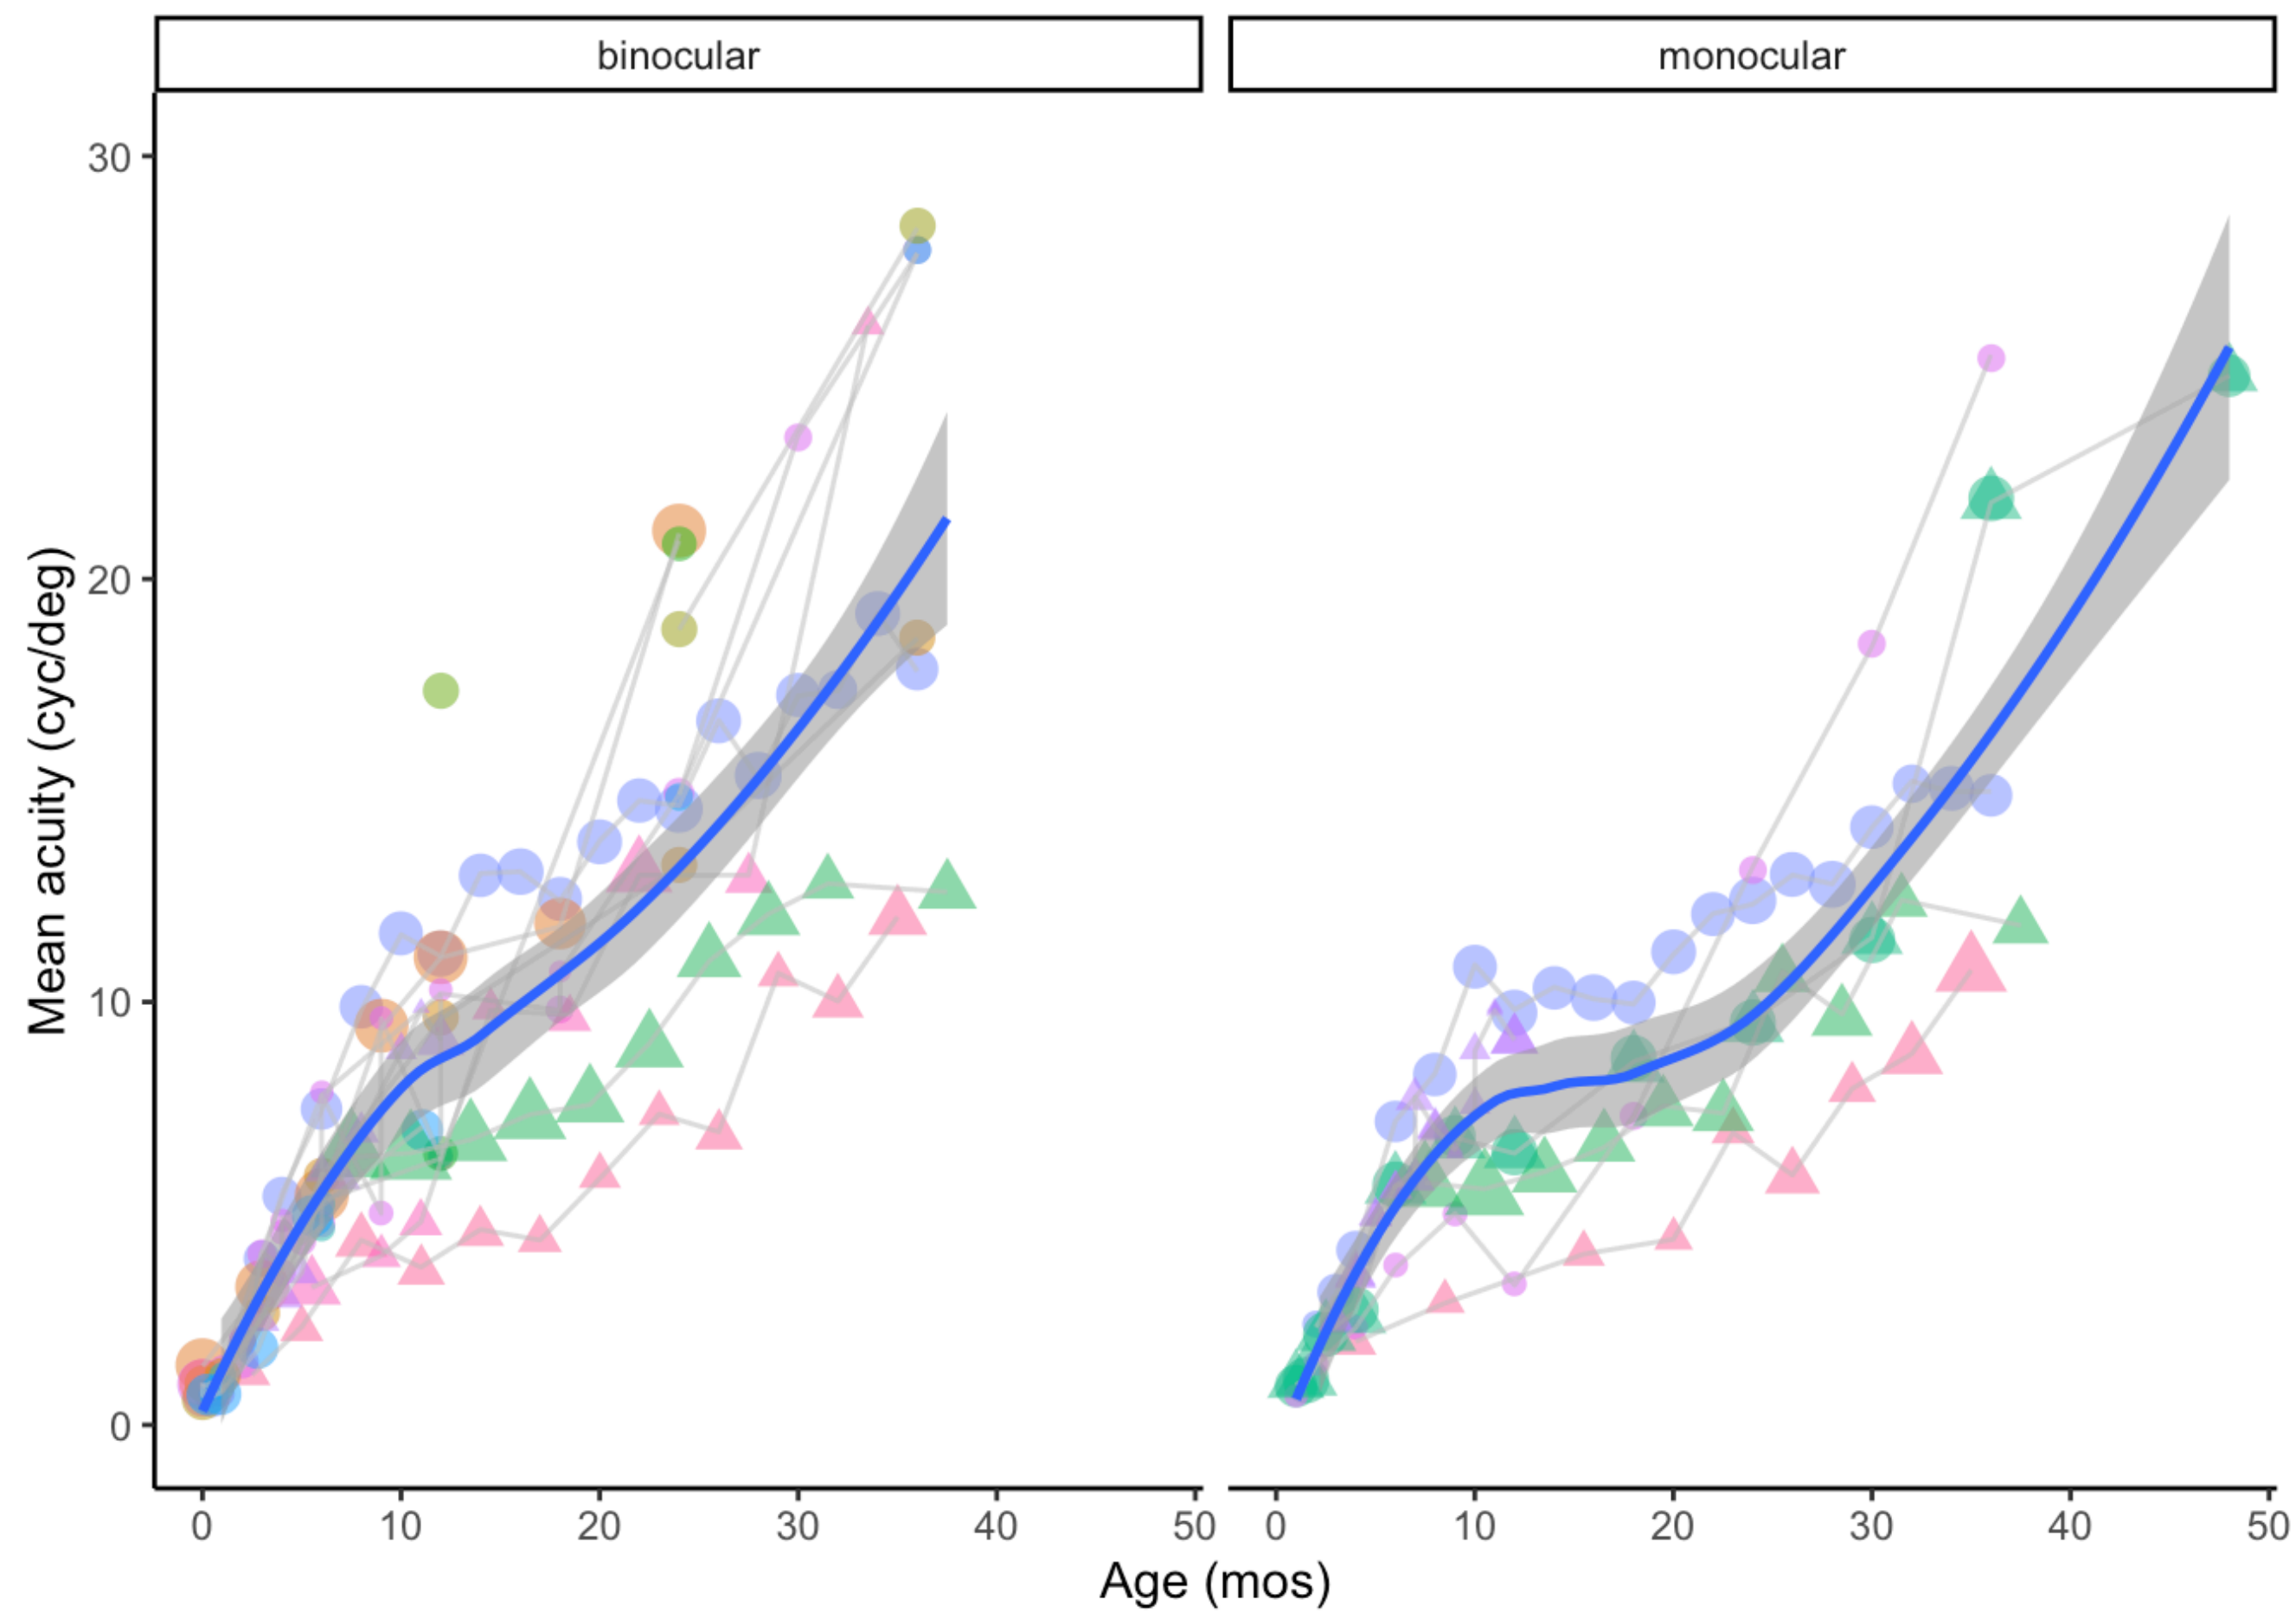 binocular monocular
30
20
10
0
Mean acuity (cyc/deg)
0 10 20 30 40 50 0 10 20 30 40 50
Age (mos)